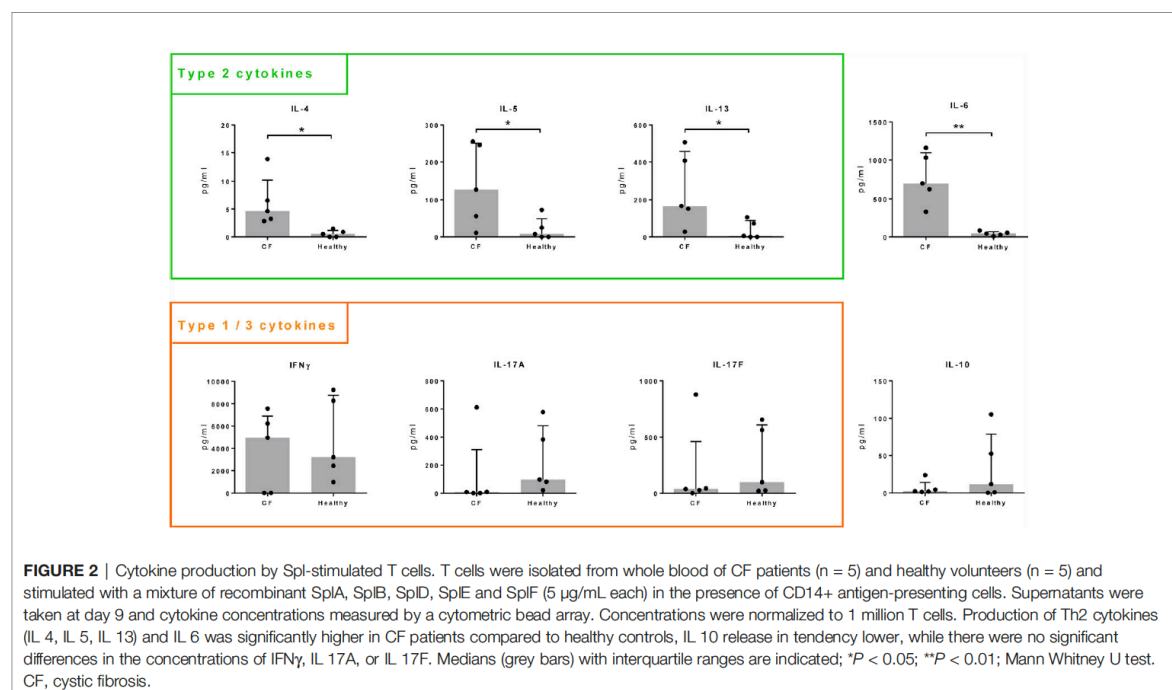 Type 2 cytokines
IL-4
20
15
10
5
0
pg/ml
*
CF
Healthy
IL-5
300
200
100
0
pg/ml
*
CF
Healthy
IL-13
600
400
200
0
pg/ml
*
CF
Healthy
IL-6
1500
1000
500
0
pg/ml
**
CF
Healthy
Type 1 / 3 cytokines
IFNγ
10000
8000
6000
4000
2000
0
pg/ml
CF
Healthy
IL-17A
800
600
400
200
0
pg/ml
CF
Healthy
IL-17F
1000
500
0
pg/ml
CF
Healthy
IL-10
150
100
50
0
pg/ml
CF
Healthy
FIGURE 2 | Cytokine production by Spl-stimulated T cells. T cells were isolated from whole blood of CF patients (n = 5) and healthy volunteers (n = 5) and
stimulated with a mixture of recombinant SplA, SplB, SplD, SplE and SplF (5 µg/mL each) in the presence of CD14+ antigen-presenting cells. Supernatants were
taken at day 9 and cytokine concentrations measured by a cytometric bead array. Concentrations were normalized to 1 million T cells. Production of Th2 cytokines
(IL 4, IL 5, IL 13) and IL 6 was significantly higher in CF patients compared to healthy controls, IL 10 release in tendency lower, while there were no significant
differences in the concentrations of IFNγ, IL 17A, or IL 17F. Medians (grey bars) with interquartile ranges are indicated; *P < 0.05; **P < 0.01; Mann Whitney U test.
CF, cystic fibrosis.